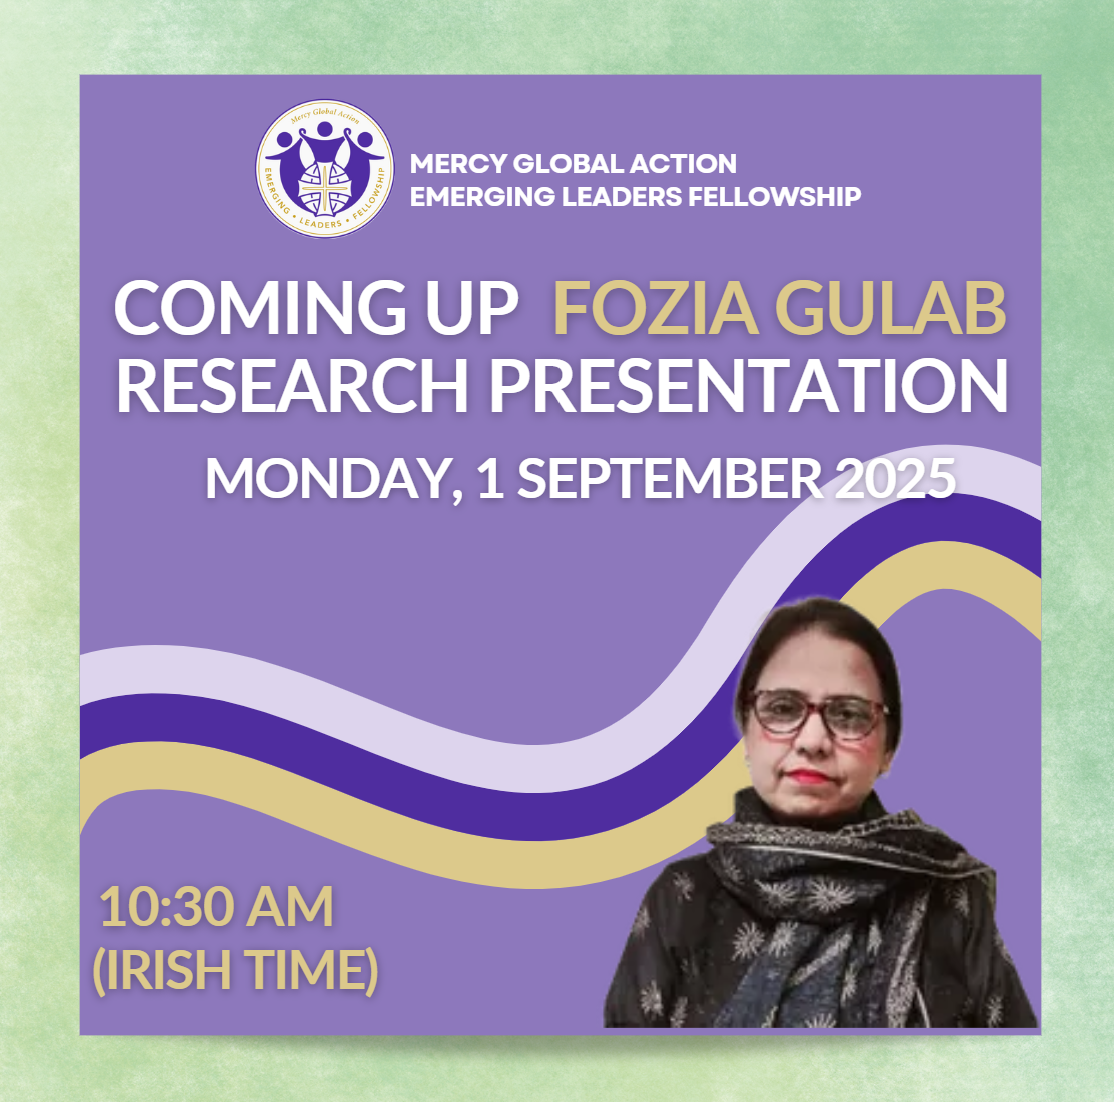 Mercy Global Action
EMERGING • LEADERS • FELLOWSHIP
MERCY GLOBAL ACTION
EMERGING LEADERS FELLOWSHIP
COMING UP FOZIA GULAB
RESEARCH PRESENTATION
MONDAY, 1 SEPTEMBER 2025
10:30 AM
(IRISH TIME)